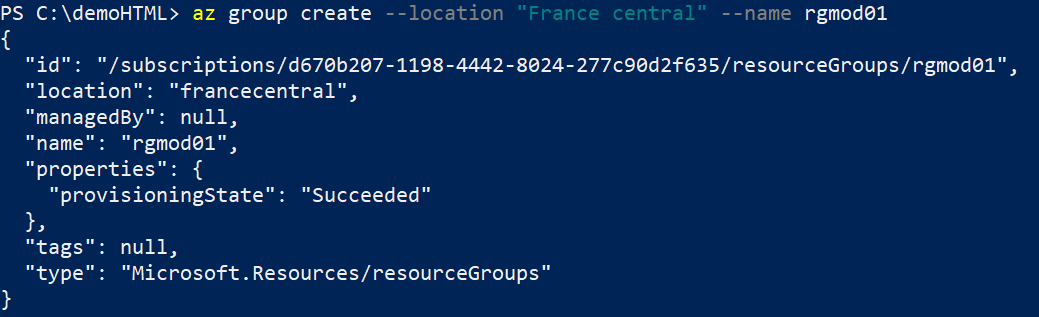 PS C:\demoHTML> az group create --location "France central" --name rgmod01
{
  "id": "/subscriptions/d670b207-1198-4442-8024-277c90d2f635/resourceGroups/rgmod01",
  "location": "francecentral",
  "managedBy": null,
  "name": "rgmod01",
  "properties": {
    "provisioningState": "Succeeded"
  },
  "tags": null,
  "type": "Microsoft.Resources/resourceGroups"
}